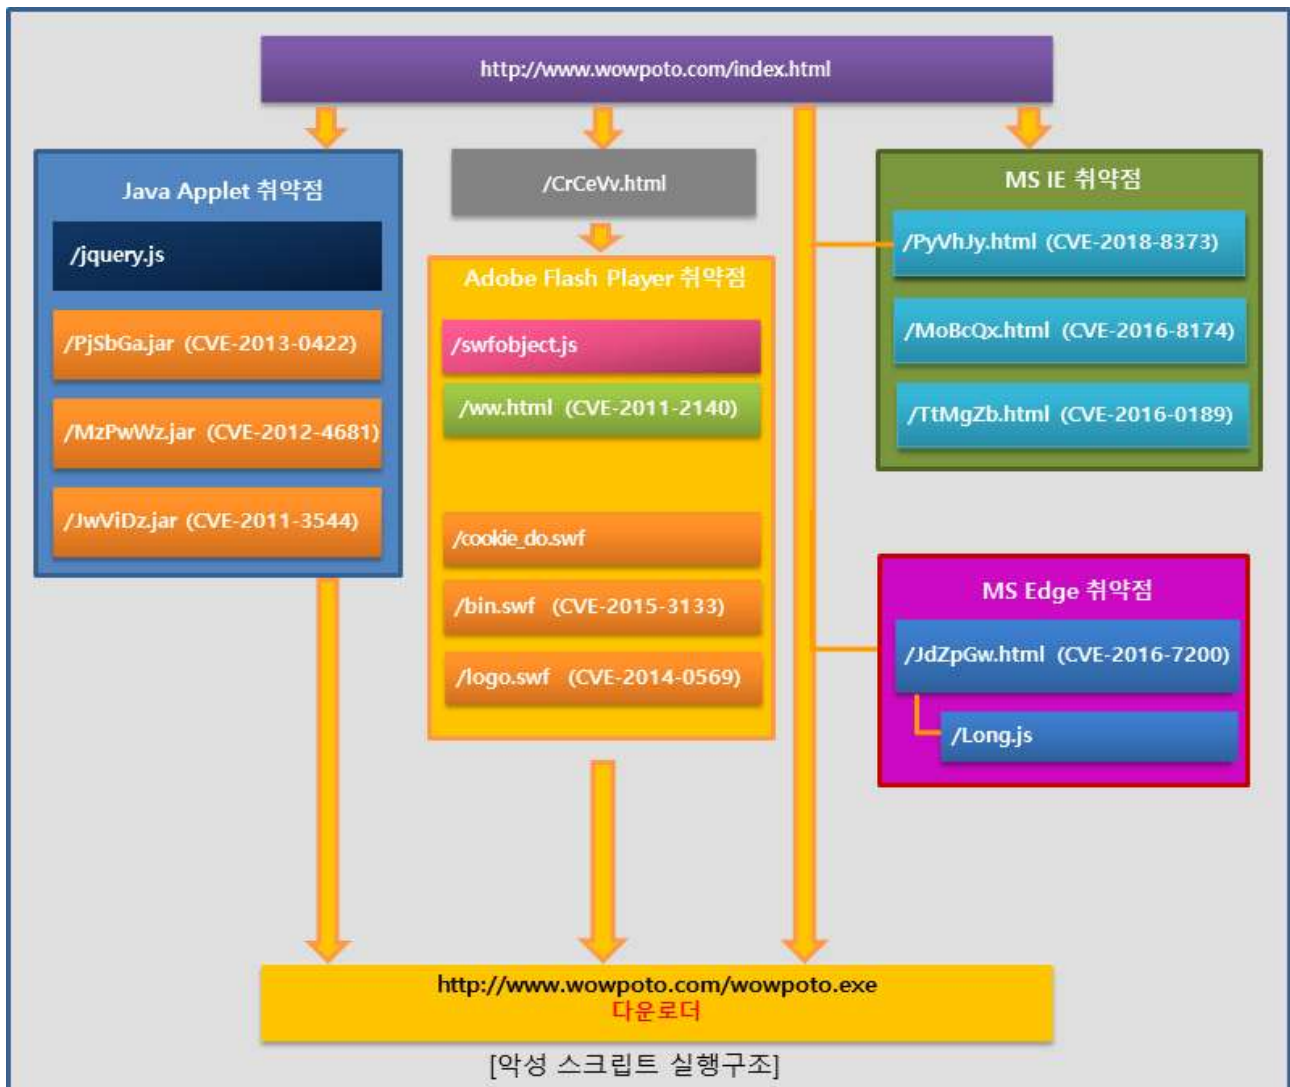 http://www.wowpoto.com/index.html
Java Applet 취약점
/jquery.js
/PjSbGa.jar (CVE-2013-0422)
/MzPwWz.jar (CVE-2012-4681)
/JwViDz.jar (CVE-2011-3544)
/CrCeVv.html
Adobe Flash Player 취약점
/swfobject.js
/ww.html (CVE-2011-2140)
/cookie_do.swf
/bin.swf (CVE-2015-3133)
/logo.swf (CVE-2014-0569)
MS IE 취약점
/PyVhJy.html (CVE-2018-8373)
/MoBcQx.html (CVE-2016-8174)
/TtMgZb.html (CVE-2016-0189)
MS Edge 취약점
/JdZpGw.html (CVE-2016-7200)
/Long.js
http://www.wowpoto.com/wowpoto.exe
다운로더
[악성 스크립트 실행구조]